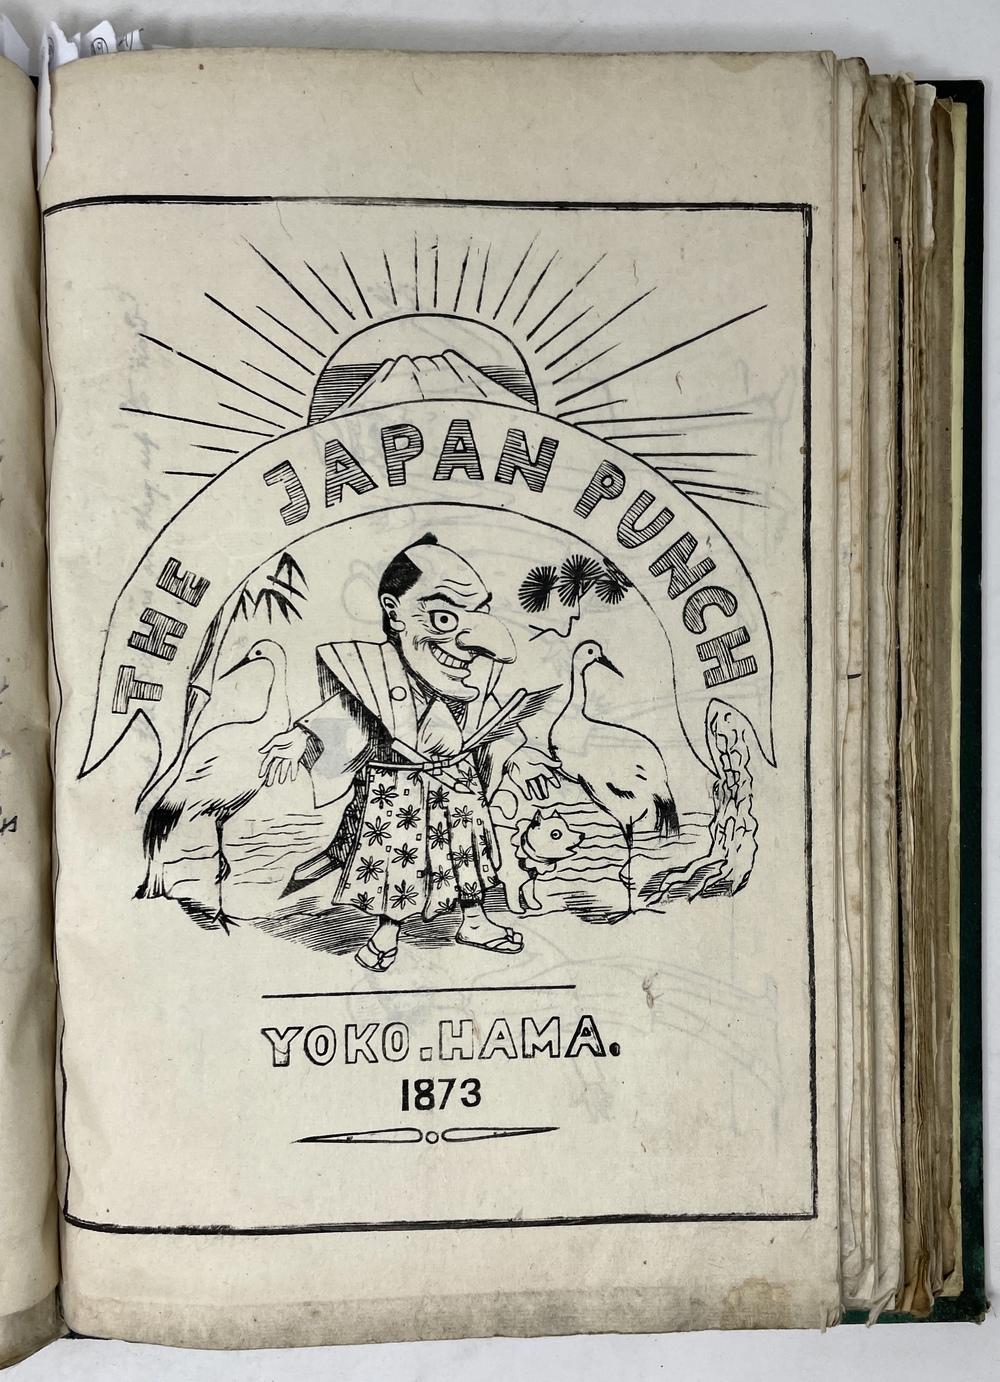 THE JAPAN PUNCH
YOKO.HAMA.
1873